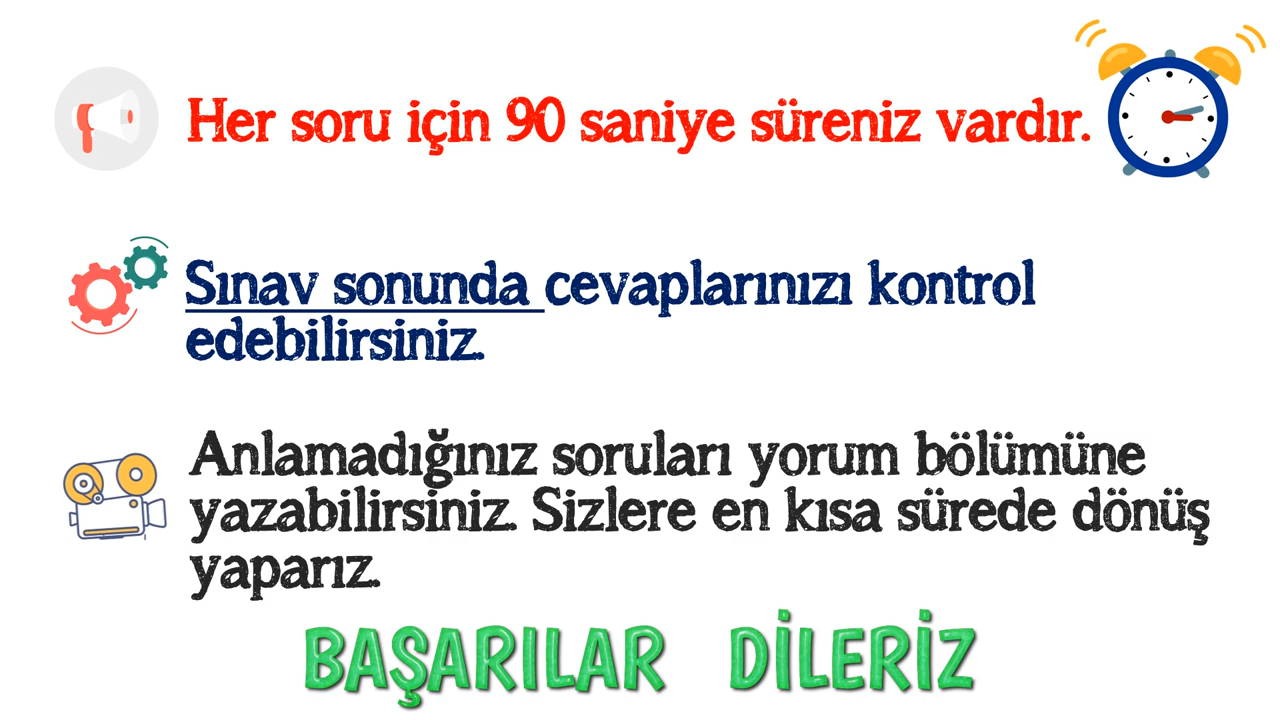 Her soru için 90 saniye süreniz vardır.
Sınav sonunda cevaplarınızı kontrol
edebilirsiniz.
Anlamadığınız soruları yorum bölümüne
yazabilirsiniz. Sizlere en kısa sürede dönüş
yaparız.
BAŞARILAR DİLERİZ